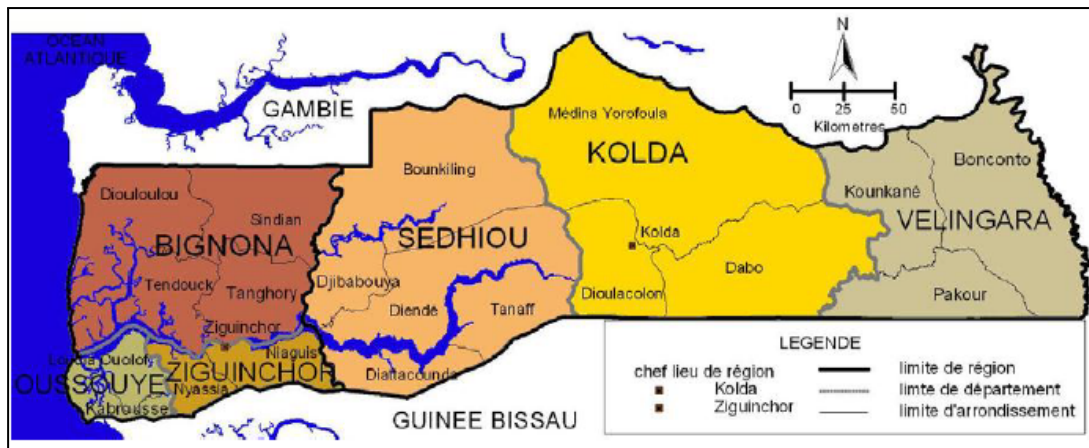 OCEAN
ATLANTIQUE
GAMBIE
N
0 25 50
Kilometres
Médina Yorofoula
KOLDA
Bounkiling
Bonconto
Kounkané
VELINGARA
Diouloulou
Sindian
BIGNONA
SEDHIOU
Kolda
Dabo
Djibabouya
Tendouck
Tanghory
Diendé
Tanaff
Dioulacolon
Pakour
Ziguinchor
Niaguis
Oulof
OUSSOUYE
ZIGUINCHOR
Nyassia
Diattacounda
Kabrousse
GUINEE BISSAU
LEGENDE
chef lieu de région
Kolda
Ziguinchor
limite de région
limte de département
limite d'arrondissement